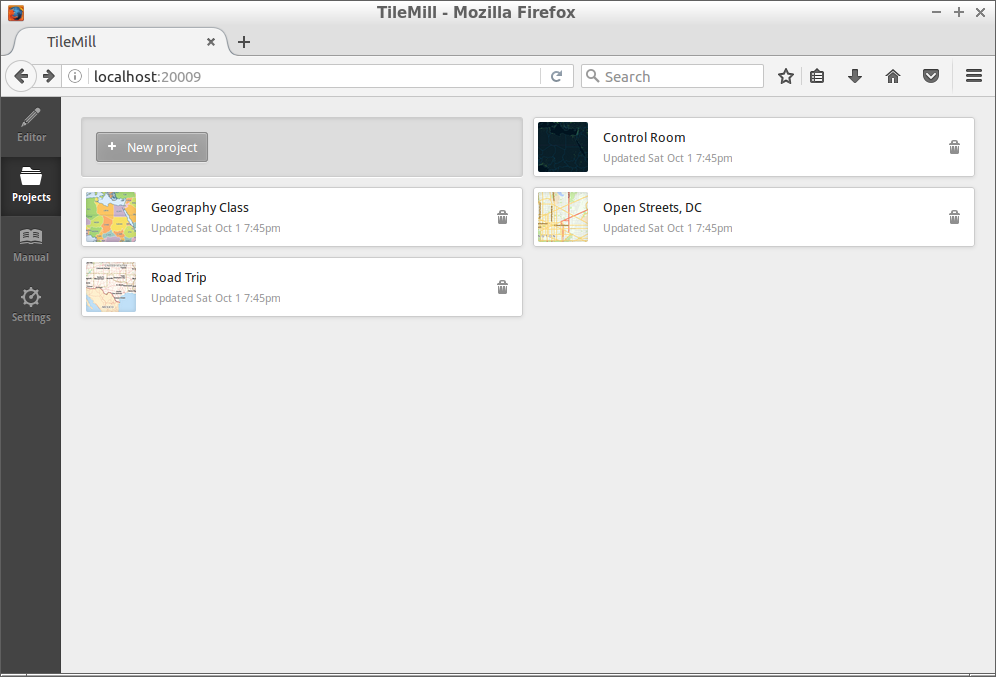 TileMill - Mozilla Firefox
TileMill
localhost:20009
Search
Editor
Projects
Manual
Settings
+ New project
Control Room
Updated Sat Oct 1 7:45pm
Geography Class
Updated Sat Oct 1 7:45pm
Open Streets, DC
Updated Sat Oct 1 7:45pm
Road Trip
Updated Sat Oct 1 7:45pm